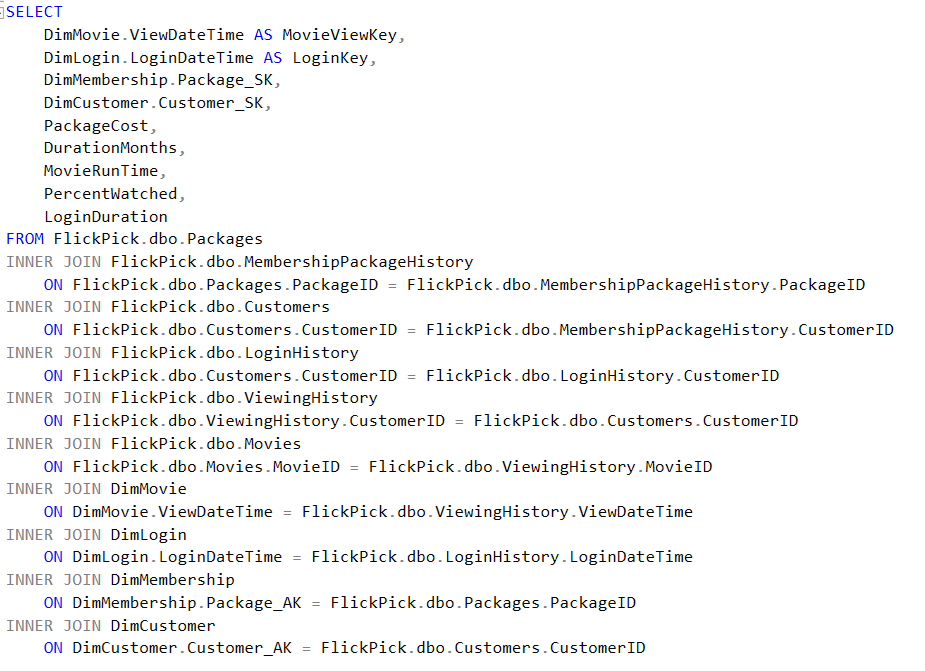 SELECT
DimMovie.ViewDateTime AS MovieViewKey,
DimLogin.LoginDateTime AS LoginKey,
DimMembership.Package_SK,
DimCustomer.Customer_SK,
PackageCost,
DurationMonths,
MovieRunTime,
PercentWatched,
LoginDuration
FROM FlickPick.dbo.Packages
INNER JOIN FlickPick.dbo.MembershipPackageHistory
ON FlickPick.dbo.Packages.PackageID = FlickPick.dbo.MembershipPackageHistory.PackageID
INNER JOIN FlickPick.dbo.Customers
ON FlickPick.dbo.Customers.CustomerID = FlickPick.dbo.MembershipPackageHistory.CustomerID
INNER JOIN FlickPick.dbo.LoginHistory
ON FlickPick.dbo.Customers.CustomerID = FlickPick.dbo.LoginHistory.CustomerID
INNER JOIN FlickPick.dbo.ViewingHistory
ON FlickPick.dbo.ViewingHistory.CustomerID = FlickPick.dbo.Customers.CustomerID
INNER JOIN FlickPick.dbo.Movies
ON FlickPick.dbo.Movies.MovieID = FlickPick.dbo.ViewingHistory.MovieID
INNER JOIN DimMovie
ON DimMovie.ViewDateTime = FlickPick.dbo.ViewingHistory.ViewDateTime
INNER JOIN DimLogin
ON DimLogin.LoginDateTime = FlickPick.dbo.LoginHistory.LoginDateTime
INNER JOIN DimMembership
ON DimMembership.Package_AK = FlickPick.dbo.Packages.PackageID
INNER JOIN DimCustomer
ON DimCustomer.Customer_AK = FlickPick.dbo.Customers.CustomerID